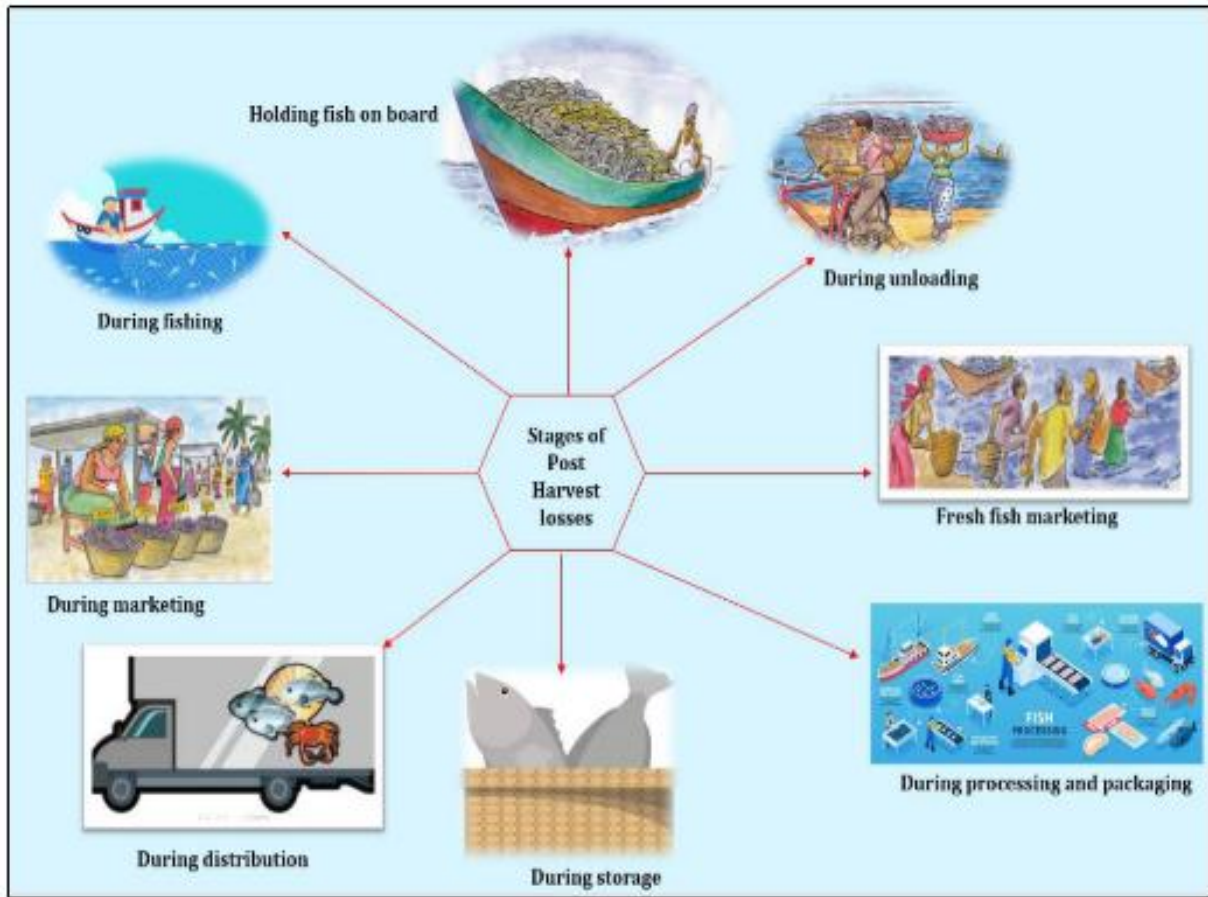 Holding fish on board
During unloading
During fishing
Stages of
Post
Harvest
losses
Fresh fish marketing
During marketing
FISH
PROCESSING
During processing and packaging
During distribution
During storage